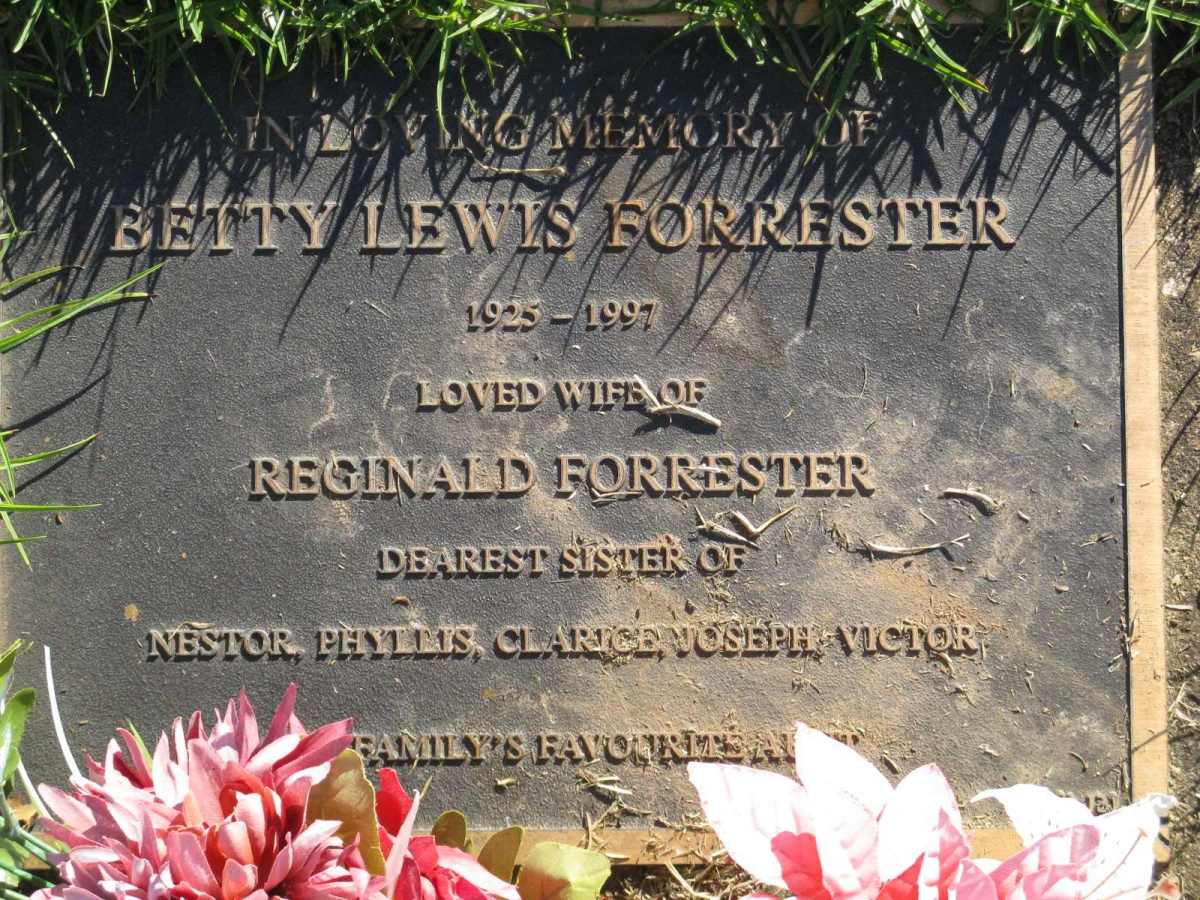 IN LOVING MEMORY OF
BETTY LEWIS FORRESTER
1925 – 1997
LOVED WIFE OF
REGINALD FORRESTER
DEAREST SISTER OF
NESTOR, PHYLLIS, CLARICE, JOSEPH, VICTOR
FAMILY'S FAVOURITE AUNT